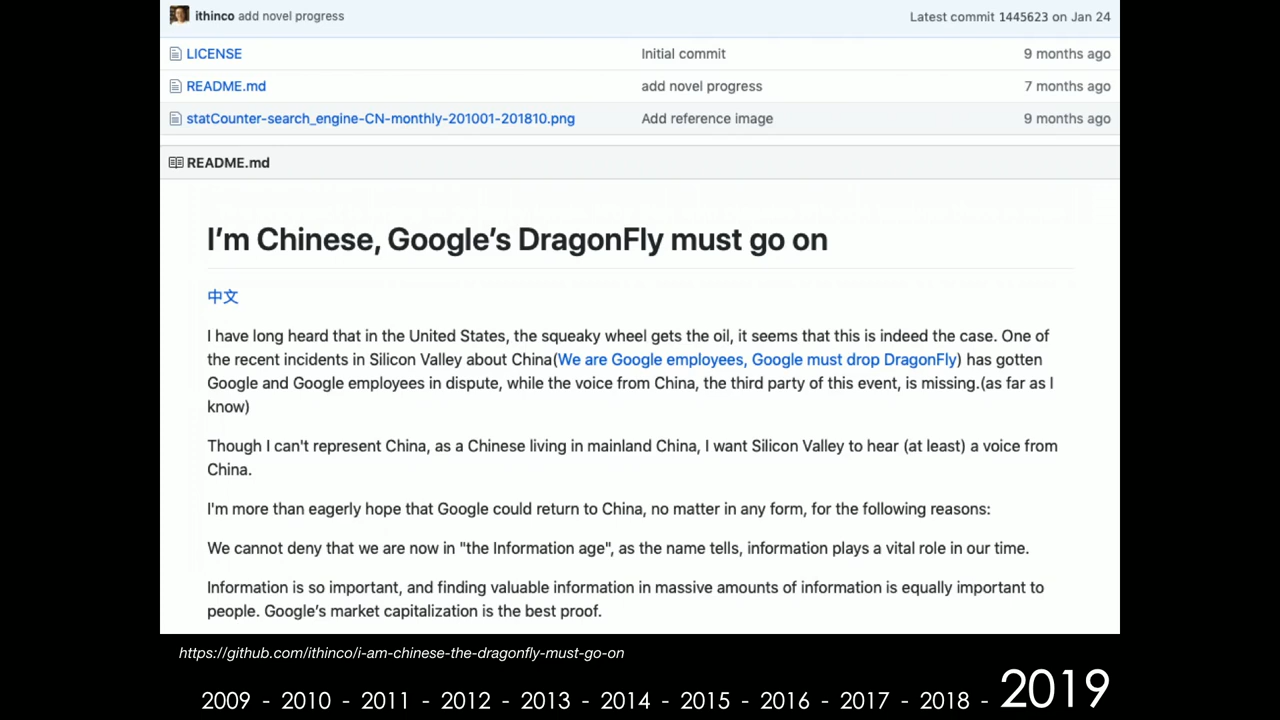 ithinco add novel progress Latest commit 1445623 on Jan 24
LICENSE Initial commit 9 months ago
README.md add novel progress 7 months ago
statCounter-search_engine-CN-monthly-201001-201810.png Add reference image 9 months ago
README.md
I’m Chinese, Google’s DragonFly must go on
中文
I have long heard that in the United States, the squeaky wheel gets the oil, it seems that this is indeed the case. One of
the recent incidents in Silicon Valley about China(We are Google employees, Google must drop DragonFly) has gotten
Google and Google employees in dispute, while the voice from China, the third party of this event, is missing.(as far as I
know)
Though I can't represent China, as a Chinese living in mainland China, I want Silicon Valley to hear (at least) a voice from
China.
I'm more than eagerly hope that Google could return to China, no matter in any form, for the following reasons:
We cannot deny that we are now in "the Information age", as the name tells, information plays a vital role in our time.
Information is so important, and finding valuable information in massive amounts of information is equally important to
people. Google’s market capitalization is the best proof.
https://github.com/ithinco/i-am-chinese-the-dragonfly-must-go-on
2009 - 2010 - 2011 - 2012 - 2013 - 2014 - 2015 - 2016 - 2017 - 2018 - 2019